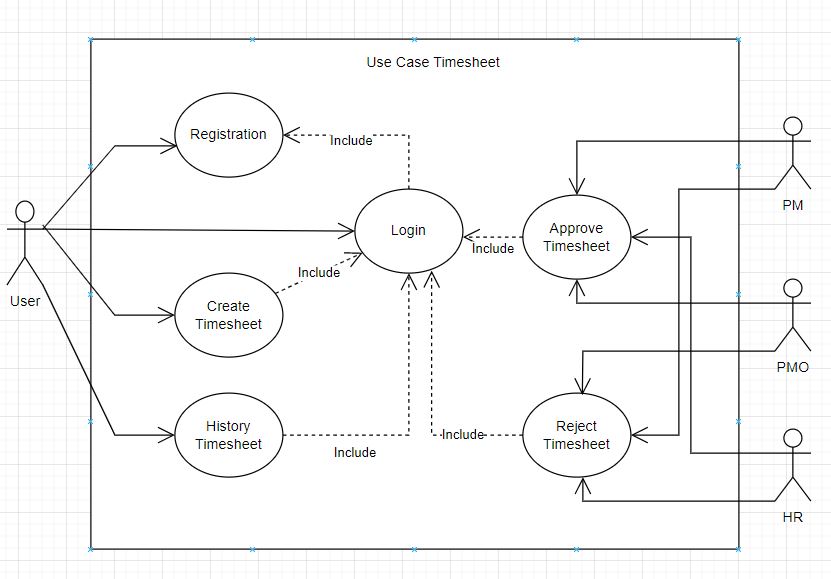 Use Case Timesheet
Registration
Include
PM
Login
Approve
Timesheet
Include
User
Include
Create
Timesheet
PMO
History
Timesheet
Include
Include
Reject
Timesheet
HR